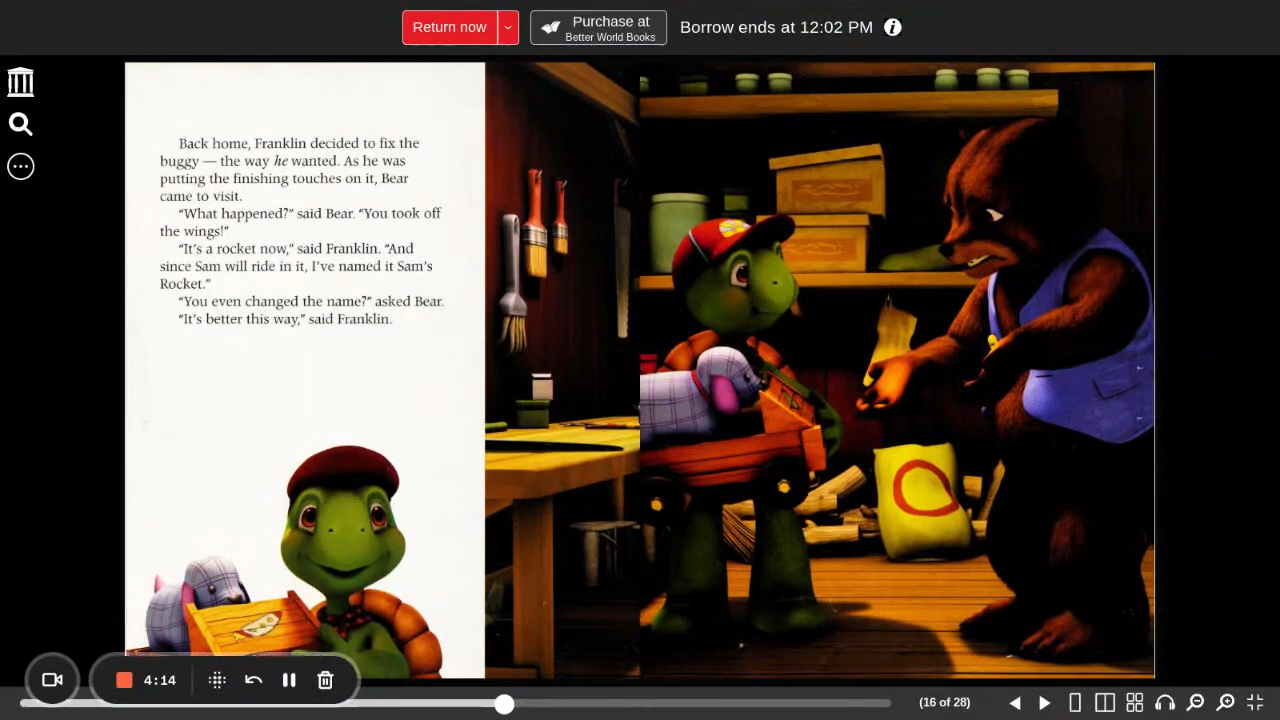 Return now
Purchase at
Better World Books
Borrow ends at 12:02 PM
Back home, Franklin decided to fix the
buggy — the way he wanted. As he was
putting the finishing touches on it, Bear
came to visit.
“What happened?” said Bear. “You took off
the wings!”
“It’s a rocket now,” said Franklin. “And
since Sam will ride in it, I’ve named it Sam’s
Rocket.”
“You even changed the name?” asked Bear.
“It’s better this way,” said Franklin.
4:14
(16 of 28)